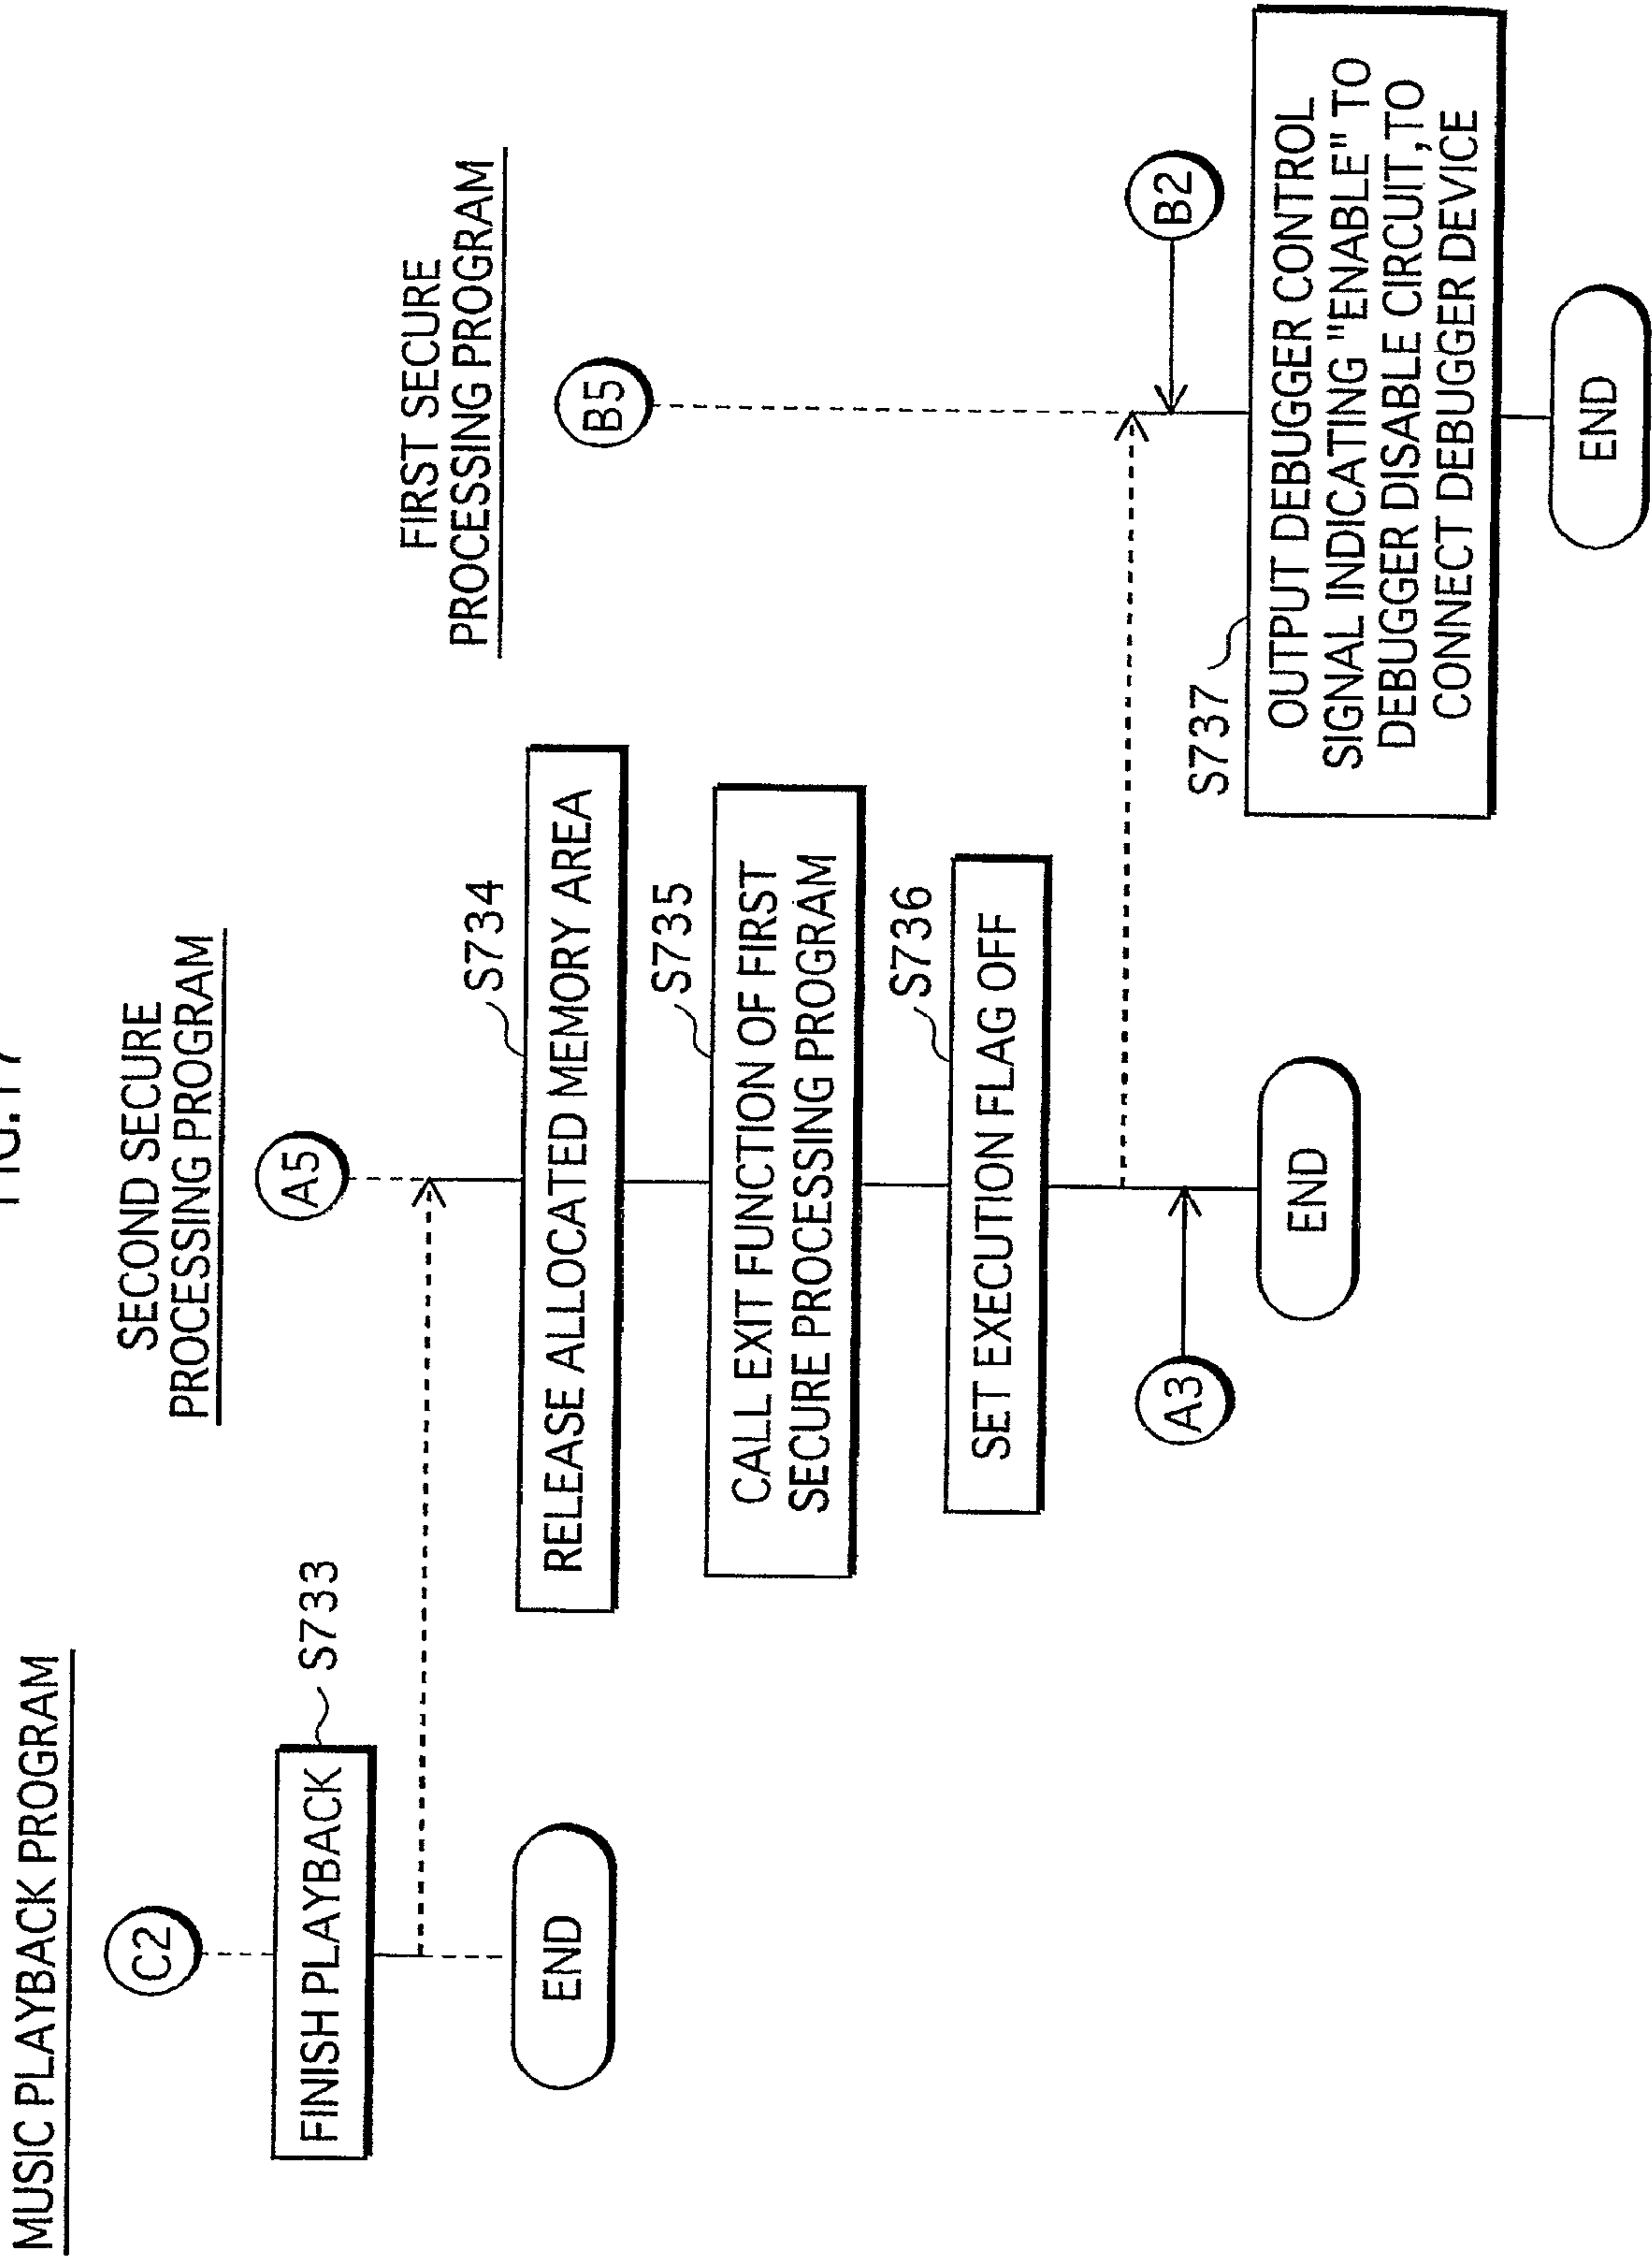 FIG. 17
MUSIC PLAYBACK PROGRAM
C2
FINISH PLAYBACK
S733
END
SECOND SECURE
PROCESSING PROGRAM
A5
S734
RELEASE ALLOCATED MEMORY AREA
S735
CALL EXIT FUNCTION OF FIRST
SECURE PROCESSING PROGRAM
S736
SET EXECUTION FLAG OFF
A3
END
FIRST SECURE
PROCESSING PROGRAM
B5
B2
S737
OUTPUT DEBUGGER CONTROL
SIGNAL INDICATING "ENABLE" TO
DEBUGGER DISABLE CIRCUIT,TO
CONNECT DEBUGGER DEVICE
END